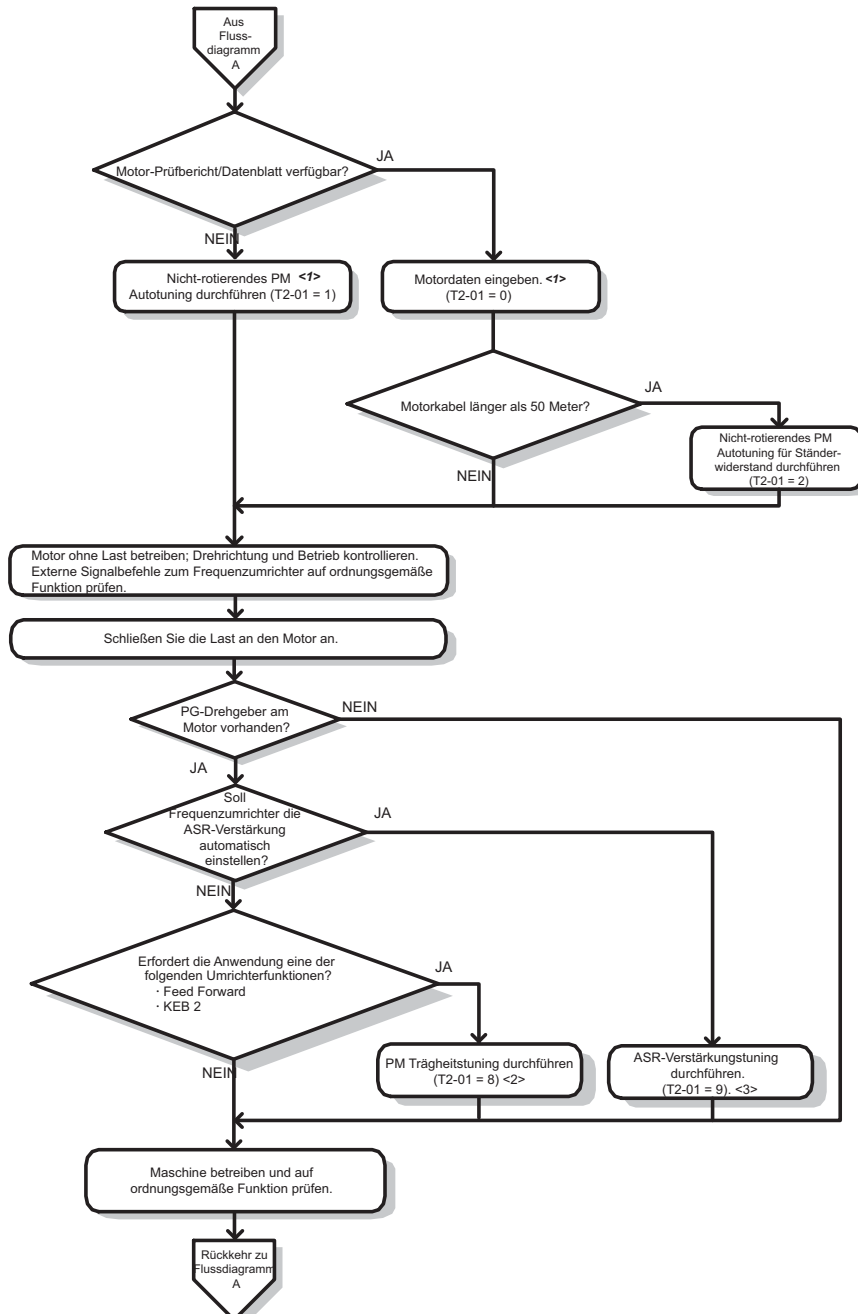 Aus
Fluss-
diagramm
A
Motor-Prüfbericht/Datenblatt verfügbar?
JA
NEIN
Nicht-rotierendes PM <1>
Autotuning durchführen (T2-01 = 1)
Motordaten eingeben. <1>
(T2-01 = 0)
Motorkabel länger als 50 Meter?
JA
NEIN
Nicht-rotierendes PM
Autotuning für Ständer-
widerstand durchführen
(T2-01 = 2)
Motor ohne Last betreiben; Drehrichtung und Betrieb kontrollieren.
Externe Signalbefehle zum Frequenzumrichter auf ordnungsgemäße
Funktion prüfen.
Schließen Sie die Last an den Motor an.
PG-Drehgeber am
Motor vorhanden?
NEIN
JA
Soll
Frequenzumrichter die
ASR-Verstärkung
automatisch
einstellen?
JA
NEIN
Erfordert die Anwendung eine der
folgenden Umrichterfunktionen?
· Feed Forward
· KEB 2
JA
NEIN
PM Trägheitstuning durchführen
(T2-01 = 8) <2>
ASR-Verstärkungstuning
durchführen.
(T2-01 = 9). <3>
Maschine betreiben und auf
ordnungsgemäße Funktion prüfen.
Rückkehr zu
Flussdiagramm
A